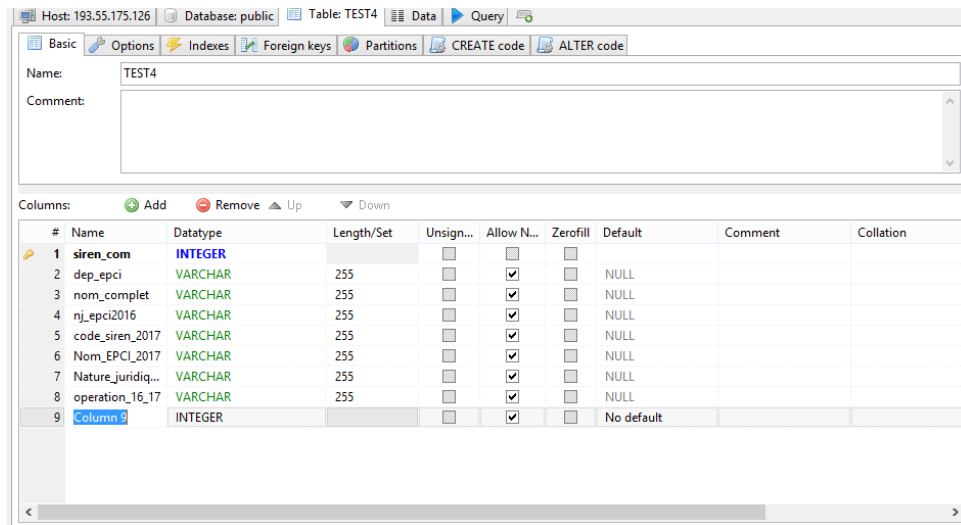 Host: 193.55.175.126 Database: public Table: TEST4 Data Query
Basic Options Indexes Foreign keys Partitions CREATE code ALTER code
Name: TEST4
Comment:
Columns: Add Remove Up Down
# Name Datatype Length/Set Unsign... Allow N... Zerofill Default Comment Collation
1 siren_com INTEGER
2 dep_epci VARCHAR 255 NULL
3 nom_complet VARCHAR 255 NULL
4 nj_epci2016 VARCHAR 255 NULL
5 code_siren_2017 VARCHAR 255 NULL
6 Nom_EPCI_2017 VARCHAR 255 NULL
7 Nature_juridiq... VARCHAR 255 NULL
8 operation_16_17 VARCHAR 255 NULL
9 Column 9 INTEGER No default